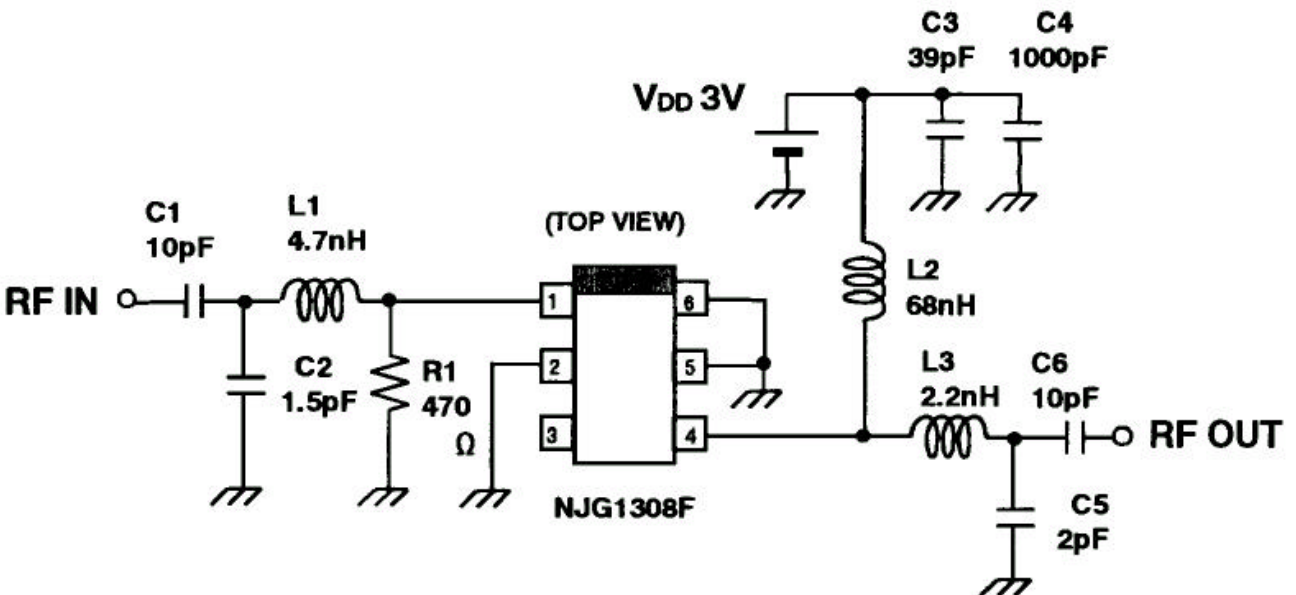 C3
39pF
C4
1000pF
VDD 3V
C1
10pF
L1
4.7nH
(TOP VIEW)
RF IN
1
6
L2
68nH
C2
1.5pF
R1
470
Ω
2
5
L3
2.2nH
C6
10pF
3
4
RF OUT
NJG1308F
C5
2pF